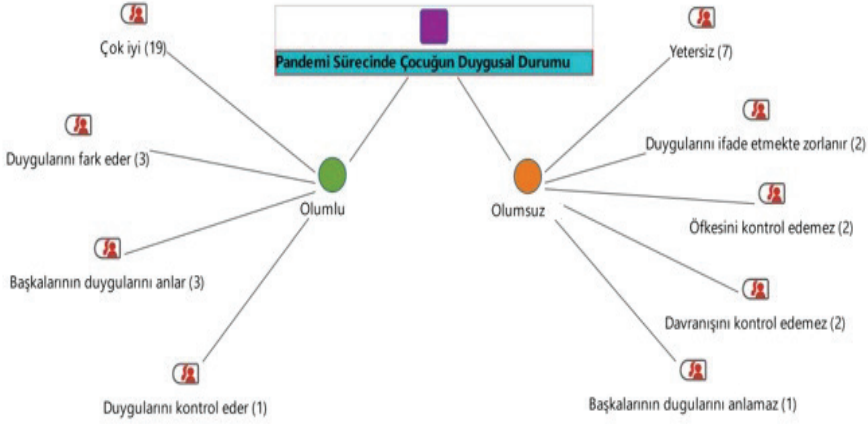 Pandemi Sürecinde Çocuğun Duygusal Durumu
Çok iyi (19)
Duygularını fark eder (3)
Olumlu
Başkalarının duygularını anlar (3)
Duygularını kontrol eder (1)
Yetersiz (7)
Duygularını ifade etmekte zorlanır (2)
Olumsuz
Öfkesini kontrol edemez (2)
Davranışını kontrol edemez (2)
Başkalarının dugularını anlamaz (1)